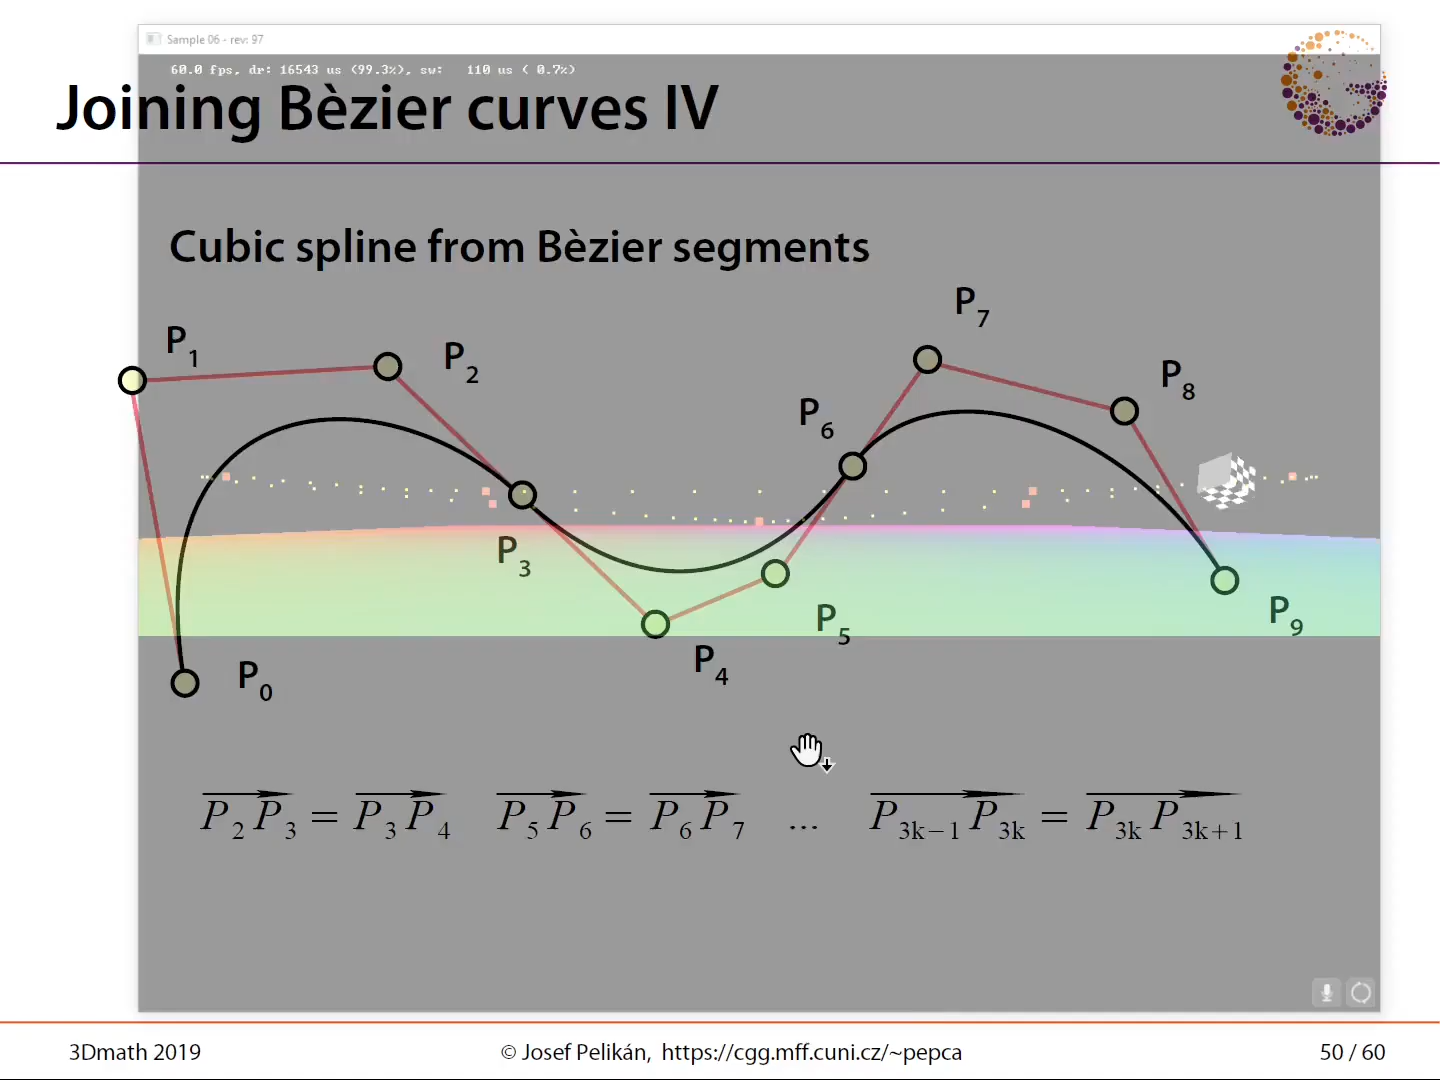 Sample 06 - rev: 97
60.0 fps, dr: 16543 us (99.3%), sw:   110 us ( 0.7%)
Joining Bèzier curves IV
Cubic spline from Bèzier segments
P7
P1
P2
P8
P6
P3
P5
P9
P4
P0
P2P3 = P3P4 P5P6 = P6P7 ... P3k−1P3k = P3kP3k+1
3Dmath 2019
© Josef Pelikán, https://cgg.mff.cuni.cz/~pepca
50 / 60